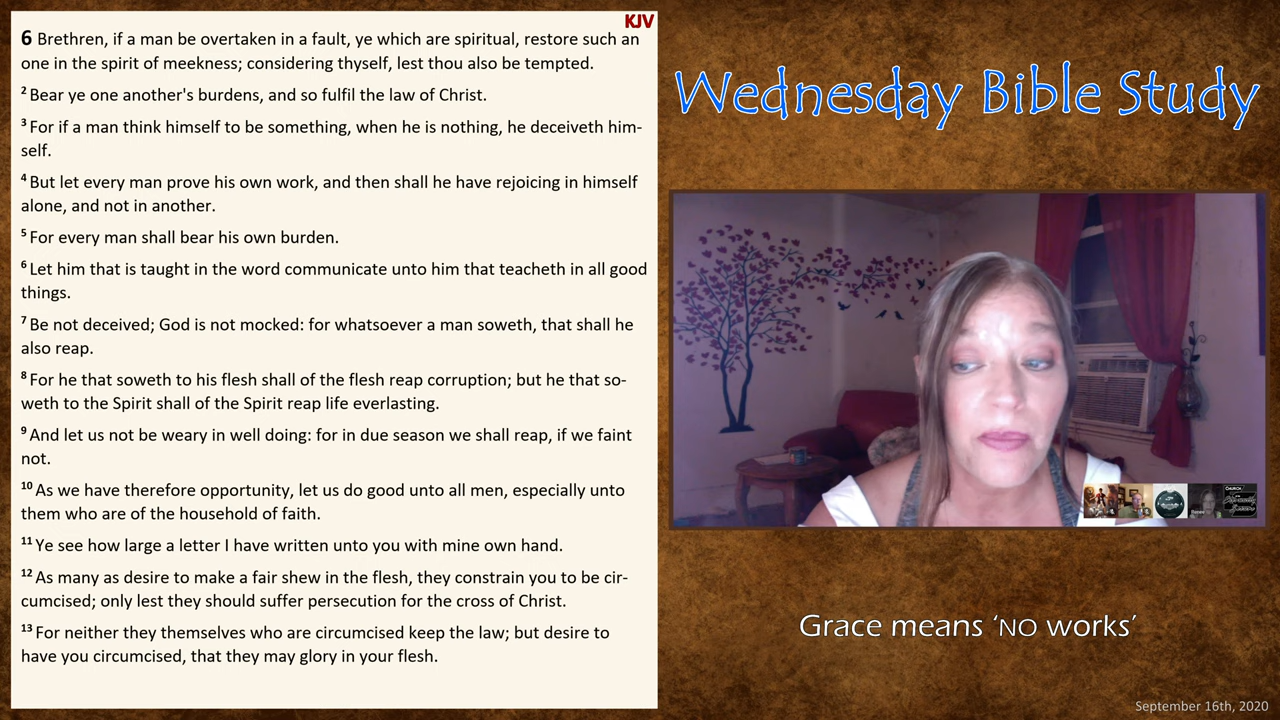 KJV
6 Brethren, if a man be overtaken in a fault, ye which are spiritual, restore such an
one in the spirit of meekness; considering thyself, lest thou also be tempted.
2 Bear ye one another's burdens, and so fulfil the law of Christ.
3 For if a man think himself to be something, when he is nothing, he deceiveth him-
self.
4 But let every man prove his own work, and then shall he have rejoicing in himself
alone, and not in another.
5 For every man shall bear his own burden.
6 Let him that is taught in the word communicate unto him that teacheth in all good
things.
7 Be not deceived; God is not mocked: for whatsoever a man soweth, that shall he
also reap.
8 For he that soweth to his flesh shall of the flesh reap corruption; but he that so-
weth to the Spirit shall of the Spirit reap life everlasting.
9 And let us not be weary in well doing: for in due season we shall reap, if we faint
not.
10 As we have therefore opportunity, let us do good unto all men, especially unto
them who are of the household of faith.
11 Ye see how large a letter I have written unto you with mine own hand.
12 As many as desire to make a fair shew in the flesh, they constrain you to be cir-
cumcised; only lest they should suffer persecution for the cross of Christ.
13 For neither they themselves who are circumcised keep the law; but desire to
have you circumcised, that they may glory in your flesh.
Wednesday Bible Study
CHURCH
Grace means ‘NO works’
September 16th, 2020